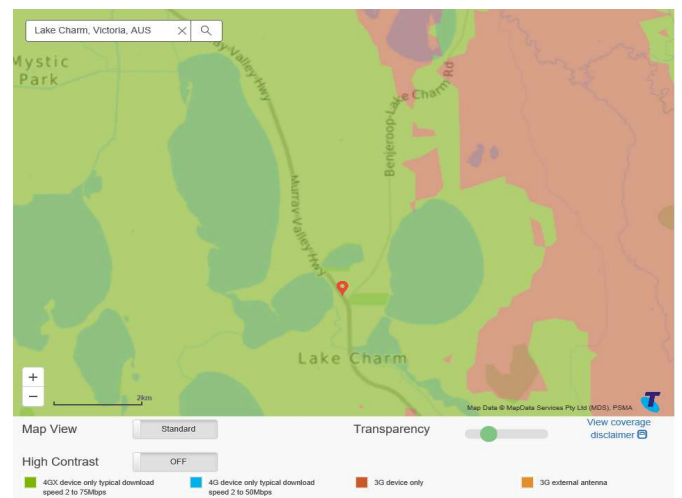 Lake Charm, Victoria, AUS
Mystic
Park
ay-Valley-Hwy
Benjeroop-Lake Charm Rd
Murray-Valley-Hwy
Lake Charm
+
−
2km
Map Data © MapData Services Pty Ltd (MDS), PSMA
T
Map View
Standard
Transparency
View coverage
disclaimer
High Contrast
OFF
4GX device only typical download
speed 2 to 75Mbps
4G device only typical download
speed 2 to 50Mbps
3G device only
3G external antenna